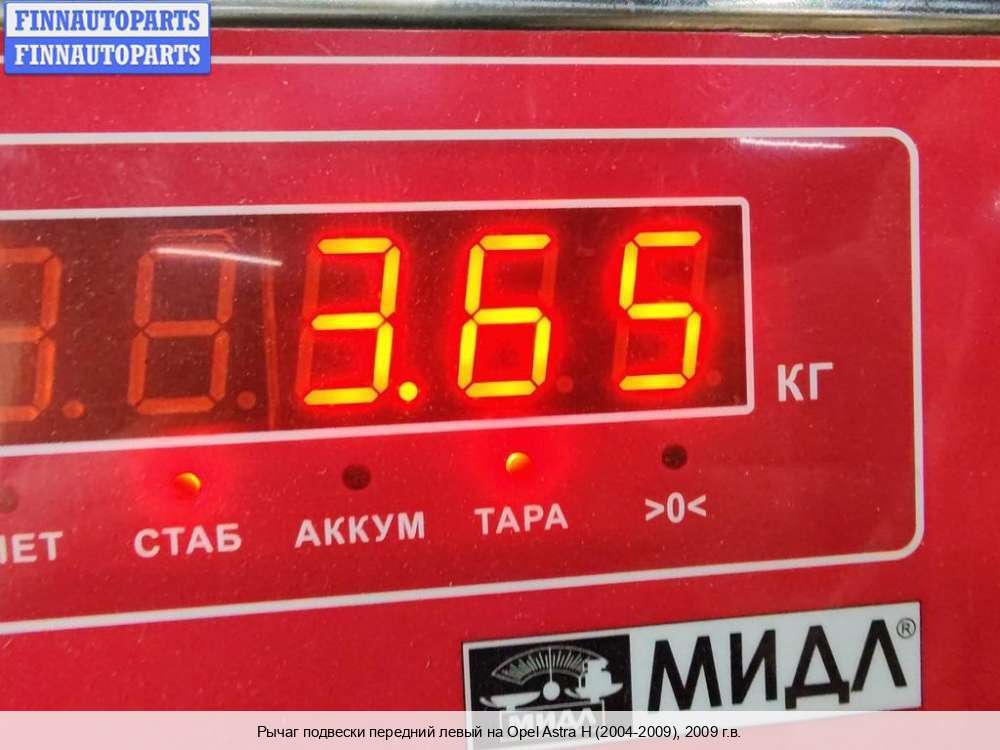 FINNAUTOPARTS
FINNAUTOPARTS
3.65
КГ
СТАБ АККУМ ТАРА >0<
МИДЛ®
МИДЛ
Рычаг подвески передний левый на Opel Astra H (2004-2009), 2009 г.в.